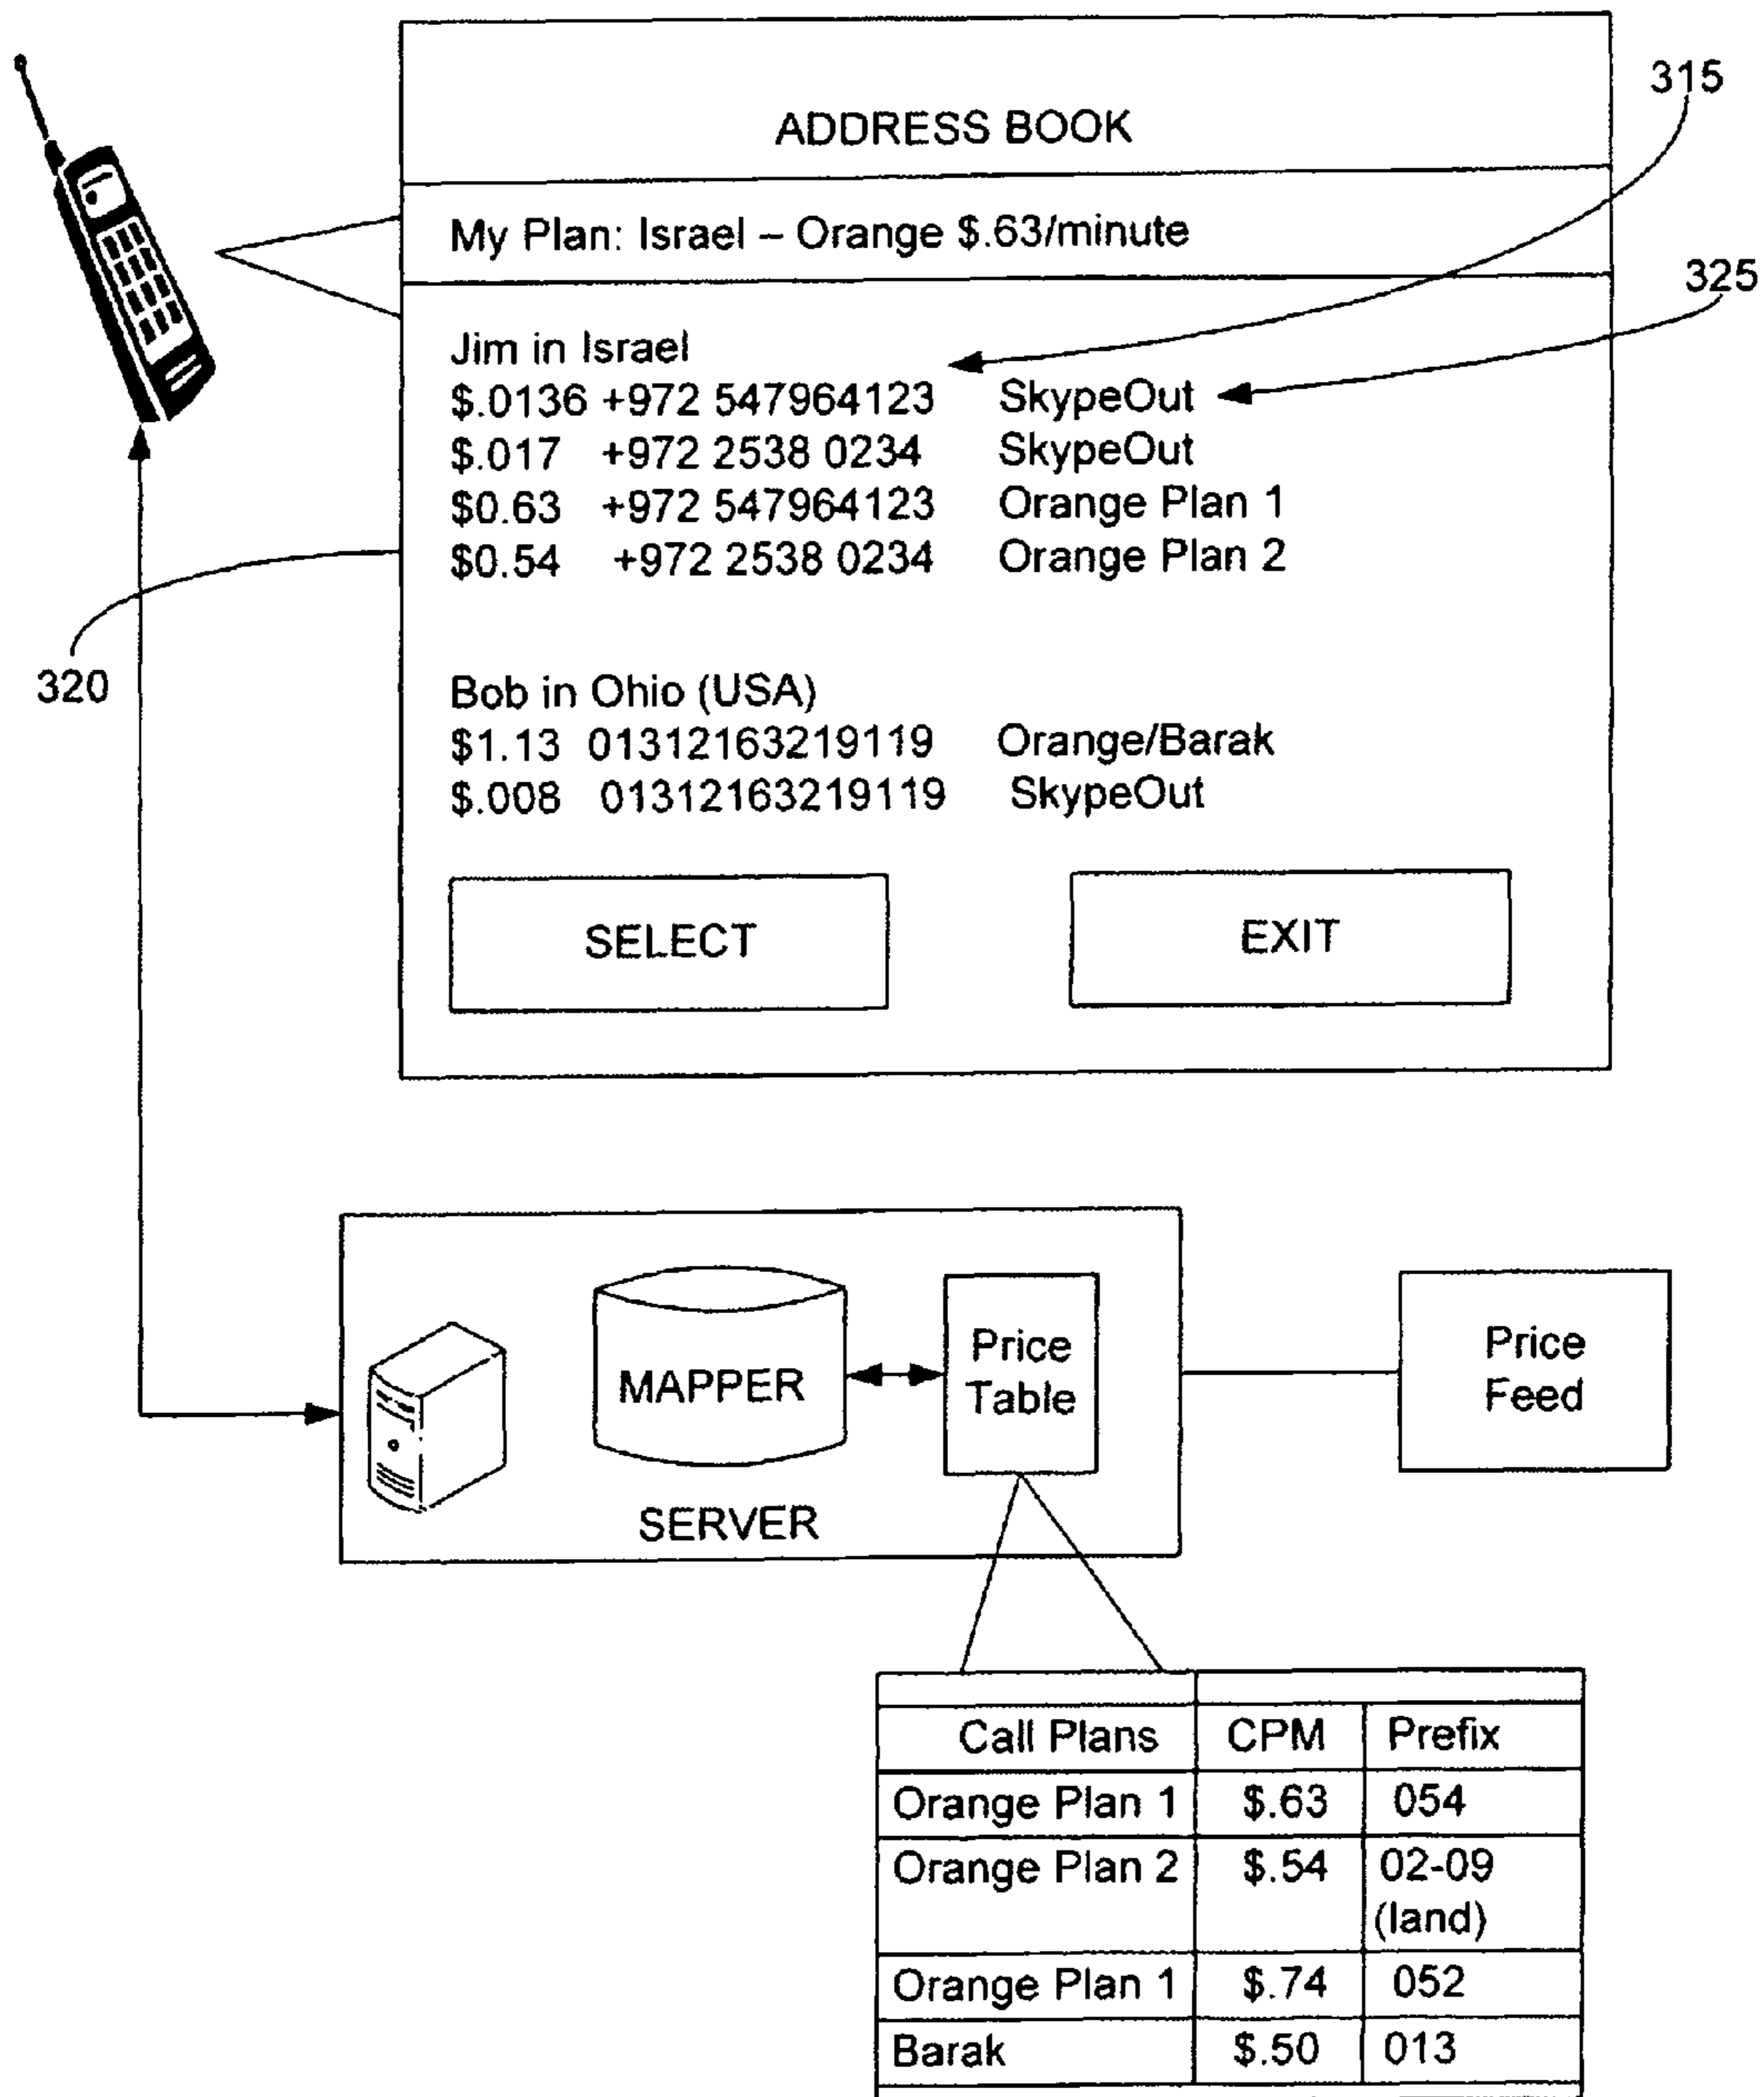 ADDRESS BOOK
315
My Plan: Israel – Orange $.63/minute
325
Jim in Israel
$.0136 +972 547964123 SkypeOut
$.017 +972 2538 0234 SkypeOut
$0.63 +972 547964123 Orange Plan 1
$0.54 +972 2538 0234 Orange Plan 2
320
Bob in Ohio (USA)
$1.13 01312163219119 Orange/Barak
$.008 01312163219119 SkypeOut
SELECT EXIT
MAPPER
Price
Table
SERVER
Price
Feed
Call Plans CPM Prefix
Orange Plan 1 $.63 054
Orange Plan 2 $.54 02-09
(land)
Orange Plan 1 $.74 052
Barak $.50 013